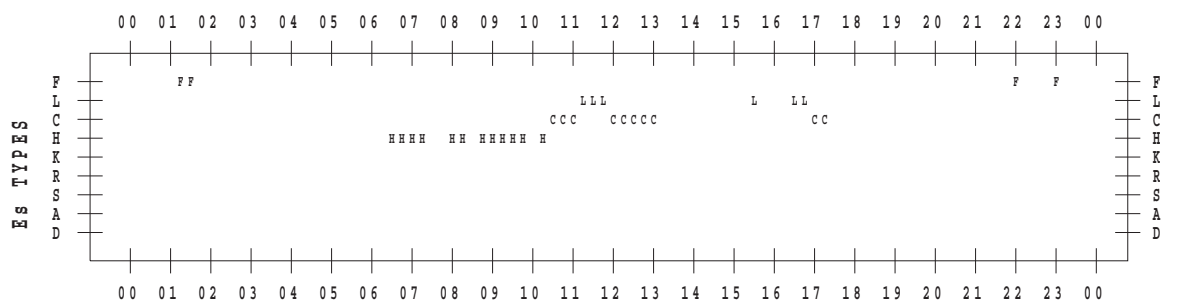 00 01 02 03 04 05 06 07 08 09 10 11 12 13 14 15 16 17 18 19 20 21 22 23 00
F FF F F F
L LLL L LL L
C CCC CCCCC CC C
H HHHH HH HHHHH H H
K K
R R
S S
A A
D D
Es TYPES
00 01 02 03 04 05 06 07 08 09 10 11 12 13 14 15 16 17 18 19 20 21 22 23 00